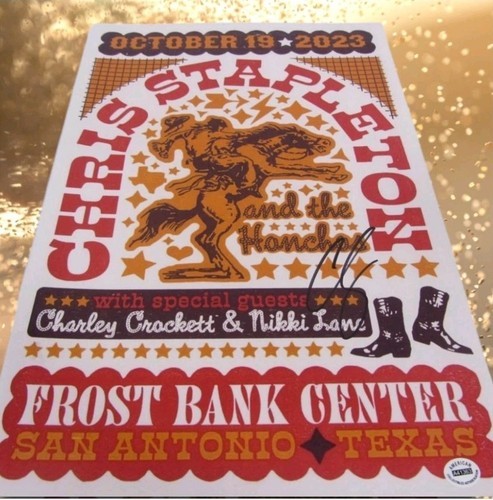 OCTOBER 19 ★ 2023
CHRIS STAPLETON
and the
with special guests
Charley Crockett & Nikki Lane
FROST BANK CENTER
SAN ANTONIO TEXAS
AMERICAN